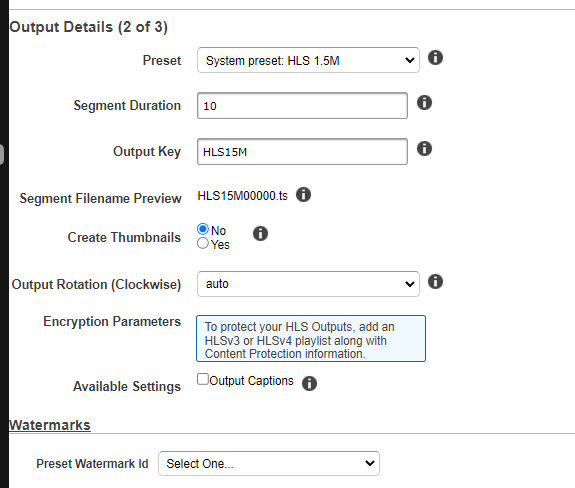 Output Details (2 of 3)
Preset System preset: HLS 1.5M
Segment Duration 10
Output Key HLS15M
Segment Filename Preview HLS15M00000.ts
Create Thumbnails No
Yes
Output Rotation (Clockwise) auto
Encryption Parameters To protect your HLS Outputs, add an
HLSv3 or HLSv4 playlist along with
Content Protection information.
Available Settings Output Captions
Watermarks
Preset Watermark Id Select One...